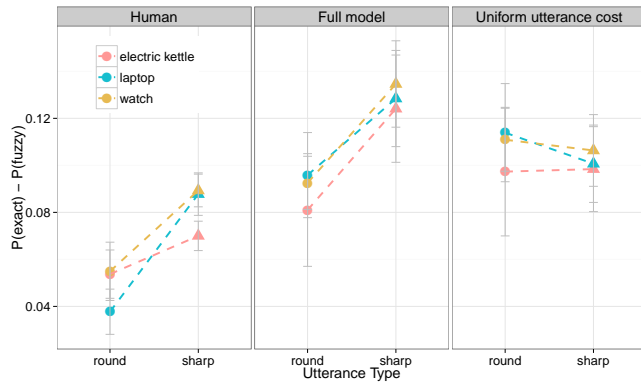 Human
Full model
Uniform utterance cost
electric kettle
laptop
watch
P(exact) − P(fuzzy)
0.12
0.08
0.04
round sharp round sharp round sharp
Utterance Type